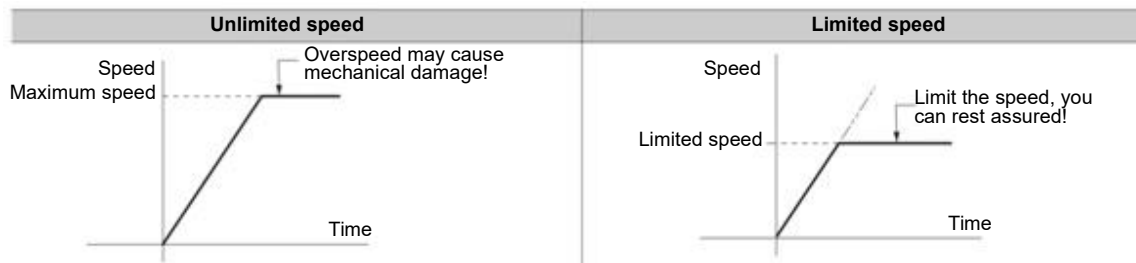 Unlimited speed
Limited speed
Speed
Maximum speed
Overspeed may cause
mechanical damage!
Time
Speed
Limited speed
Limit the speed, you
can rest assured!
Time